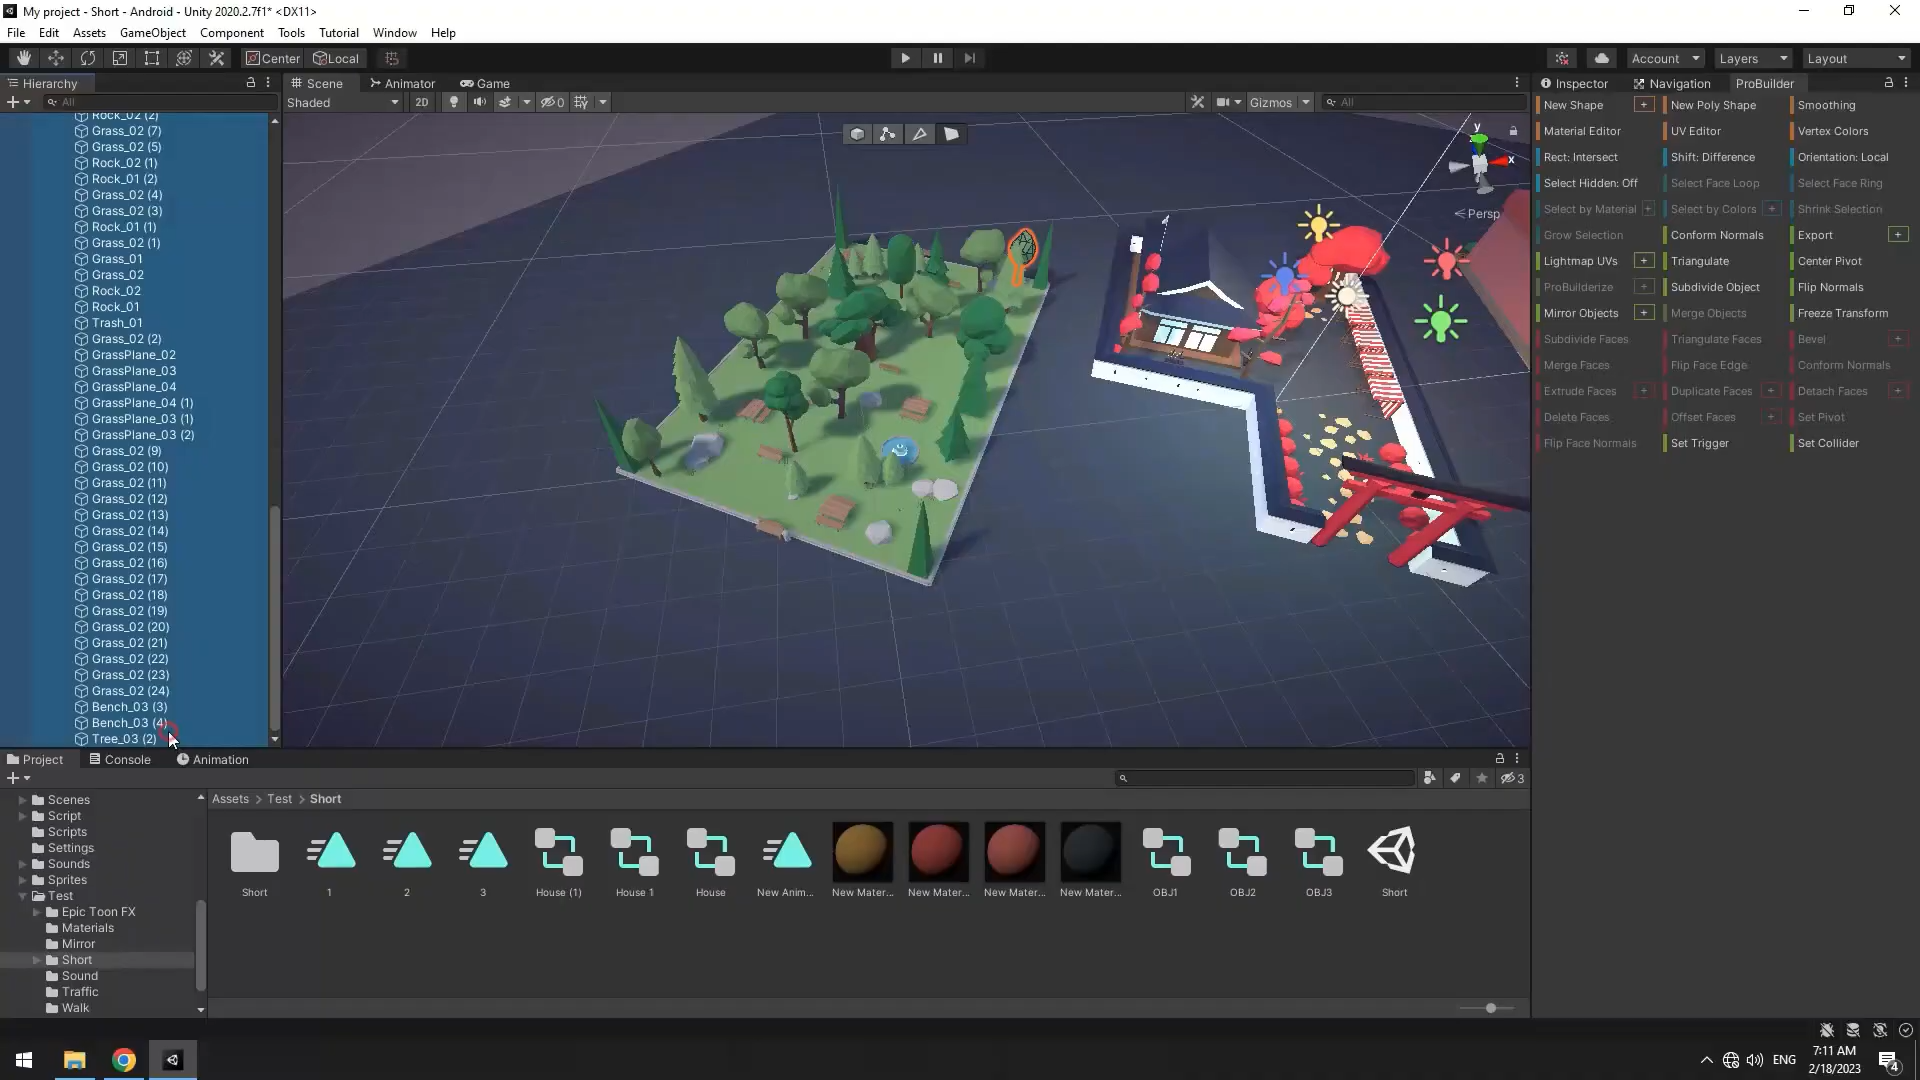 My project - Short - Android - Unity 2020.2.7f1* <DX11>
File Edit Assets GameObject Component Tools Tutorial Window Help
Center Local Account Layers Layout
Hierarchy Scene Animator Game Inspector Navigation ProBuilder
All Shaded 2D 0 Gizmos All
Rock_02 (2)
Grass_02 (7)
Grass_02 (5)
Rock_02 (1)
Rock_01 (2)
Grass_02 (4)
Grass_02 (3)
Rock_01 (1)
Grass_02 (1)
Grass_01
Grass_02
Rock_02
Rock_01
Trash_01
Grass_02 (2)
GrassPlane_02
GrassPlane_03
GrassPlane_04
GrassPlane_04 (1)
GrassPlane_03 (1)
GrassPlane_03 (2)
Grass_02 (9)
Grass_02 (10)
Grass_02 (11)
Grass_02 (12)
Grass_02 (13)
Grass_02 (14)
Grass_02 (15)
Grass_02 (16)
Grass_02 (17)
Grass_02 (18)
Grass_02 (19)
Grass_02 (20)
Grass_02 (21)
Grass_02 (22)
Grass_02 (23)
Grass_02 (24)
Bench_03 (3)
Bench_03 (4)
Tree_03 (2)
y
x
Persp
New Shape + New Poly Shape Smoothing
Material Editor UV Editor Vertex Colors
Rect: Intersect Shift: Difference Orientation: Local
Select Hidden: Off Select Face Loop Select Face Ring
Select by Material + Select by Colors + Shrink Selection
Grow Selection Conform Normals Export +
Lightmap UVs + Triangulate Center Pivot
ProBuilderize + Subdivide Object Flip Normals
Mirror Objects + Merge Objects Freeze Transform
Subdivide Faces Triangulate Faces Bevel +
Merge Faces Flip Face Edge Conform Normals
Extrude Faces + Duplicate Faces + Detach Faces +
Delete Faces Offset Faces + Set Pivot
Flip Face Normals Set Trigger Set Collider
Project Console Animation
3
Scenes
Script
Scripts
Settings
Sounds
Sprites
Test
Epic Toon FX
Materials
Mirror
Short
Sound
Traffic
Walk
Assets > Test > Short
Short 1 2 3 House (1) House 1 House New Anim... New Mater... New Mater... New Mater... New Mater... OBJ1 OBJ2 OBJ3 Short
ENG
7:11 AM
2/18/2023
4